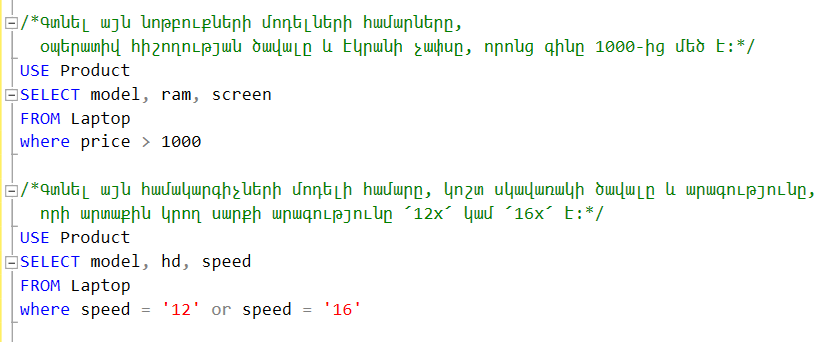 /*Գտնել այն նոթբուքների մոդելների համարները,
օպերատիվ հիշողության ծավալը և էկրանի չափսը, որոնց գինը 1000-ից մեծ է:*/
USE Product
SELECT model, ram, screen
FROM Laptop
where price > 1000
/*Գտնել այն համակարգիչների մոդելի համարը, կոշտ սկավառակի ծավալը և արագությունը,
որի արտաքին կրող սարքի արագությունը ՛12x՛ կամ ՛16x՛ է:*/
USE Product
SELECT model, hd, speed
FROM Laptop
where speed = '12' or speed = '16'